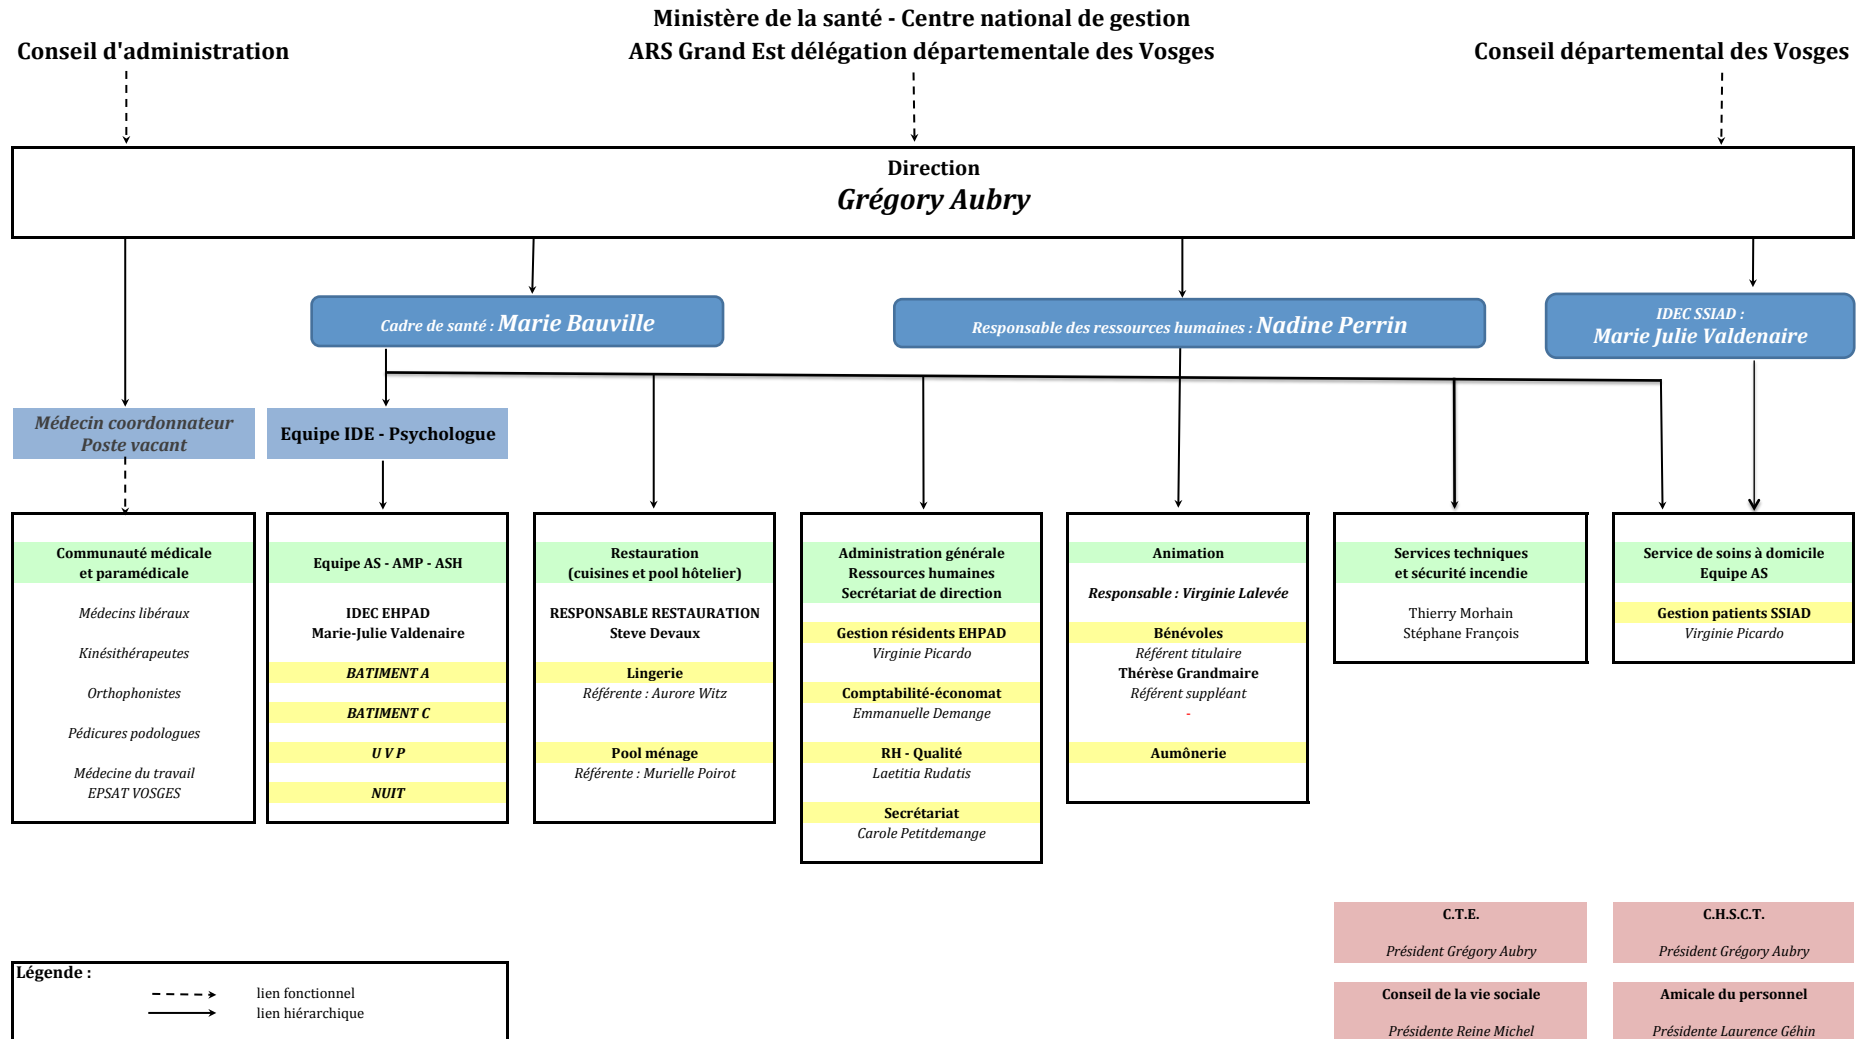 Ministère de la santé - Centre national de gestion
Conseil d'administration
ARS Grand Est délégation départementale des Vosges
Conseil départemental des Vosges
Direction
Grégory Aubry
Cadre de santé : Marie Bauville
Responsable des ressources humaines : Nadine Perrin
IDEC SSIAD :
Marie Julie Valdenaire
Médecin coordonnateur
Poste vacant
Equipe IDE - Psychologue
Communauté médicale
et paramédicale
Médecins libéraux
Kinésithérapeutes
Orthophonistes
Pédicures podologues
Médecine du travail
EPSAT VOSGES
Equipe AS - AMP - ASH
IDEC EHPAD
Marie-Julie Valdenaire
BATIMENT A
BATIMENT C
U V P
NUIT
Restauration
(cuisines et pool hôtelier)
RESPONSABLE RESTAURATION
Steve Devaux
Lingerie
Référente : Aurore Witz
Pool ménage
Référente : Murielle Poirot
Administration générale
Ressources humaines
Secrétariat de direction
Gestion résidents EHPAD
Virginie Picardo
Comptabilité-économat
Emmanuelle Demange
RH - Qualité
Laetitia Rudatis
Secrétariat
Carole Petitdemange
Animation
Responsable : Virginie Lalevée
Bénévoles
Référent titulaire
Thérèse Grandmaire
Référent suppléant
-
Aumônerie
Services techniques
et sécurité incendie
Thierry Morhain
Stéphane François
Service de soins à domicile
Equipe AS
Gestion patients SSIAD
Virginie Picardo
C.T.E.
Président Grégory Aubry
C.H.S.C.T.
Président Grégory Aubry
Conseil de la vie sociale
Présidente Reine Michel
Amicale du personnel
Présidente Laurence Géhin
Légende :
lien fonctionnel
lien hiérarchique